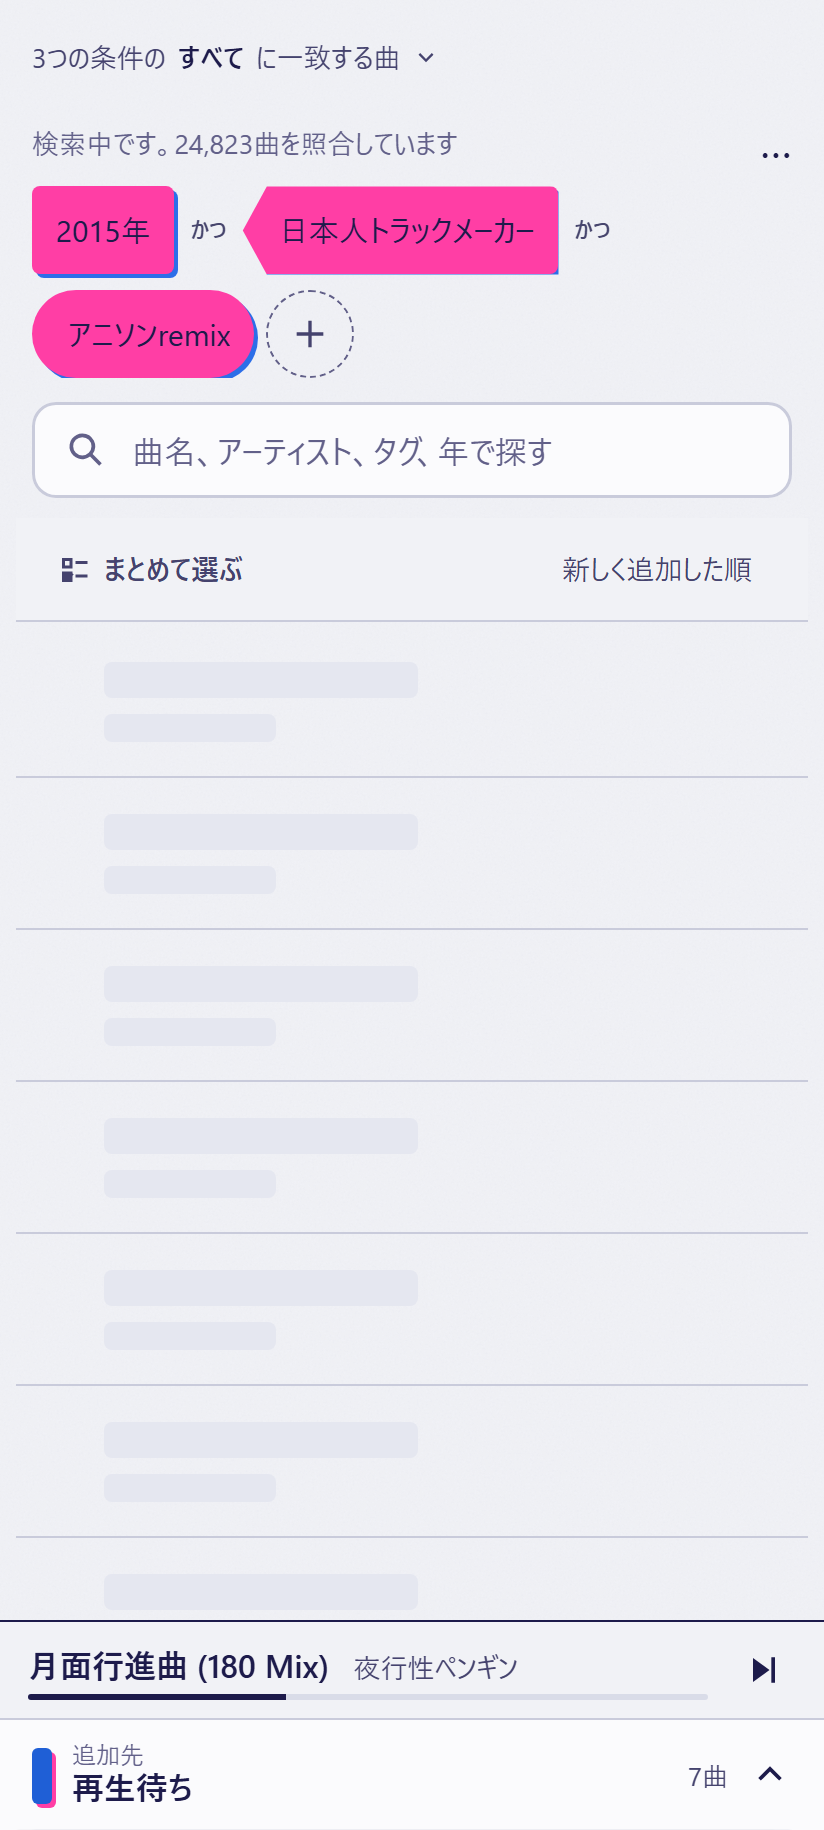 3つの条件の すべて に一致する曲
検索中です。24,823曲を照合しています
2015年 かつ 日本人トラックメーカー かつ
アニソンremix
曲名、アーティスト、タグ、年で探す
まとめて選ぶ 新しく追加した順
月面行進曲 (180 Mix) 夜行性ペンギン
追加先
再生待ち 7曲